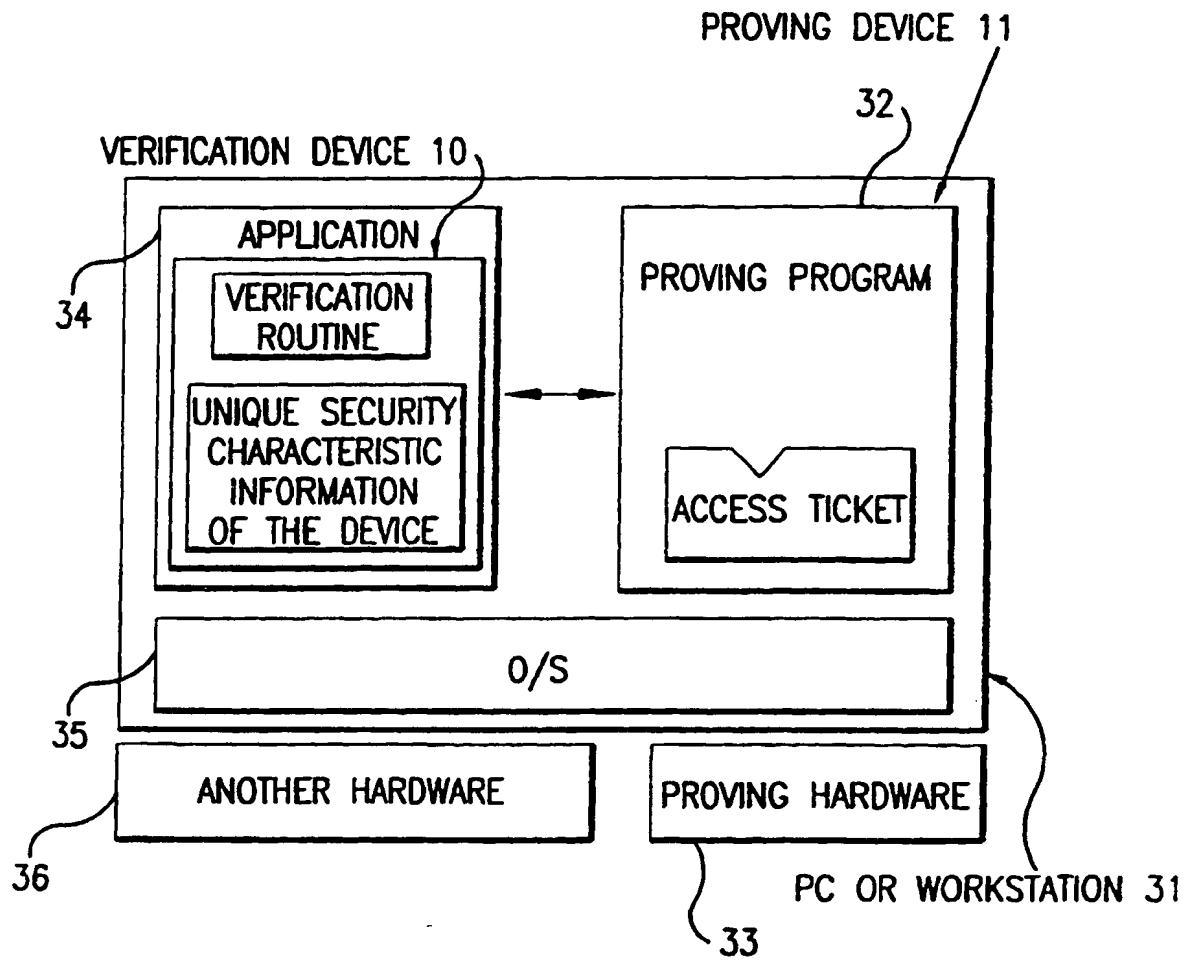 PROVING DEVICE 11
32
VERIFICATION DEVICE 10
APPLICATION
34
VERIFICATION
ROUTINE
UNIQUE SECURITY
CHARACTERISTIC
INFORMATION
OF THE DEVICE
PROVING PROGRAM
ACCESS TICKET
O/S
35
ANOTHER HARDWARE
PROVING HARDWARE
36
PC OR WORKSTATION 31
33